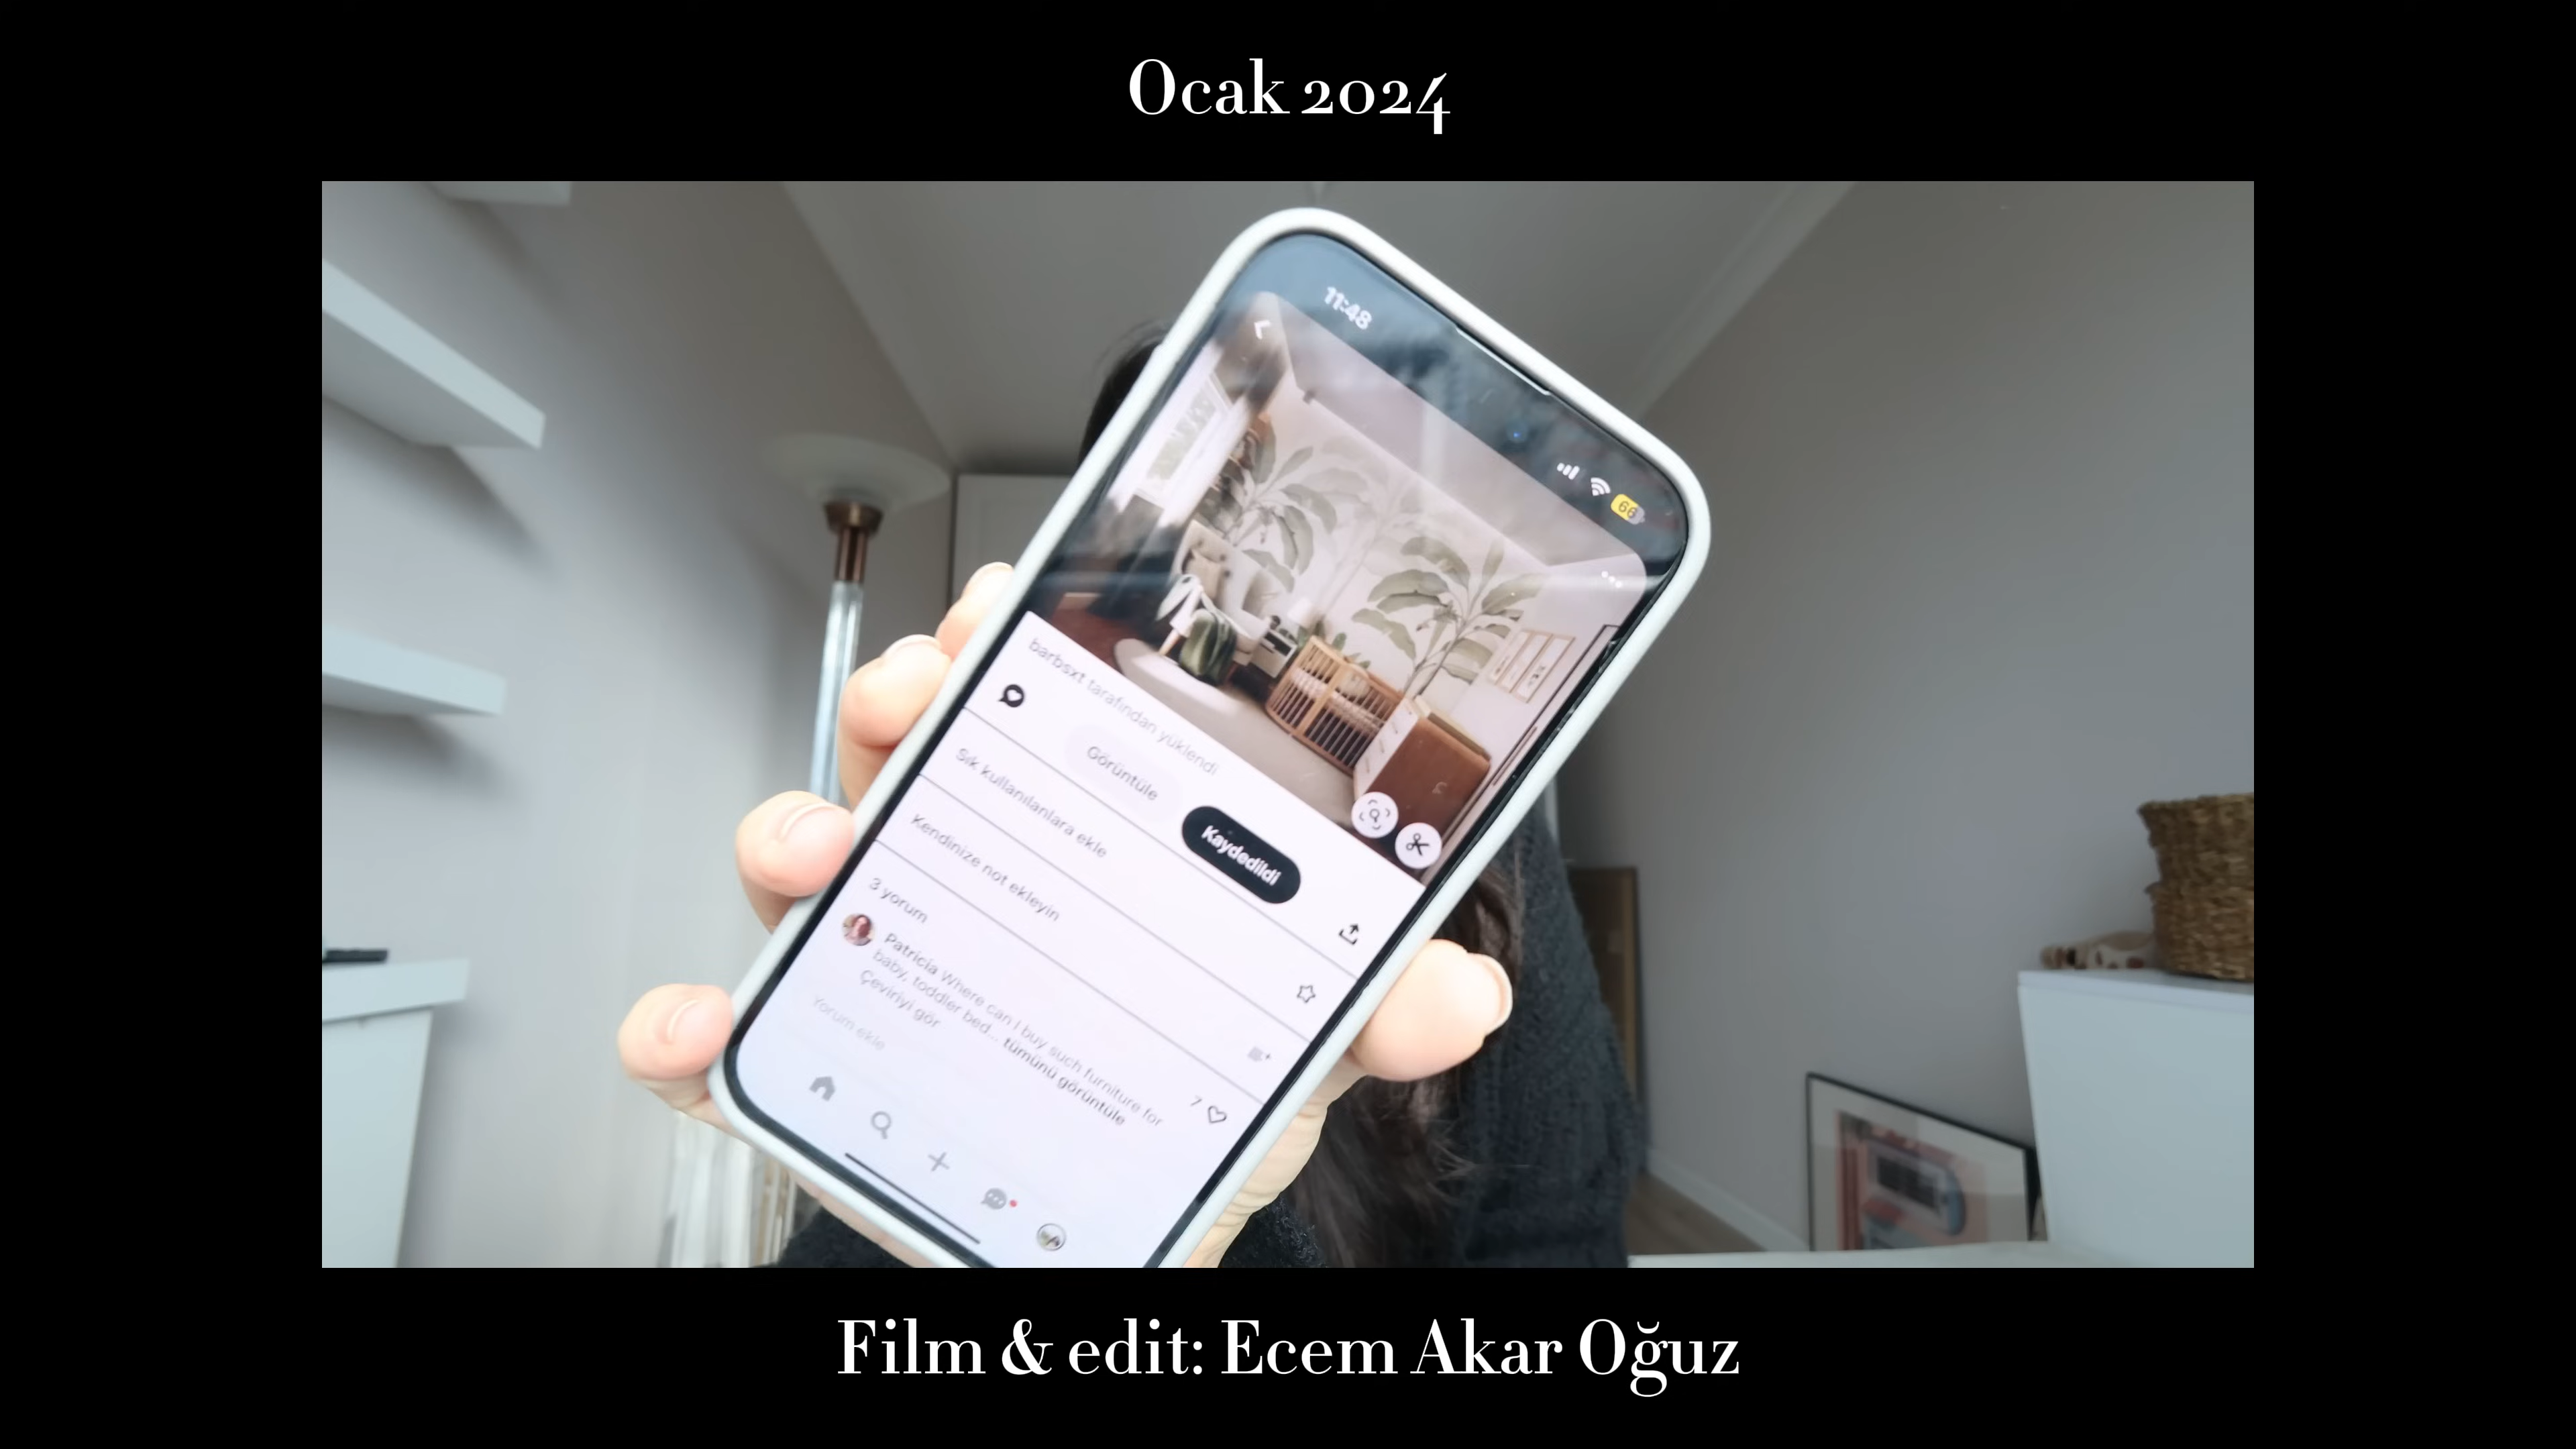 Ocak 2024
11:48
66
barbsxt tarafından yüklendi
Görüntüle
Kaydedildi
Sık kullanılanlara ekle
Kendinize not ekleyin
3 yorum
Patricia Where can I buy such furniture for
baby, toddler bed... tümünü görüntüle
Çeviriyi gör
7
Yorum ekle
Film & edit: Ecem Akar Oğuz